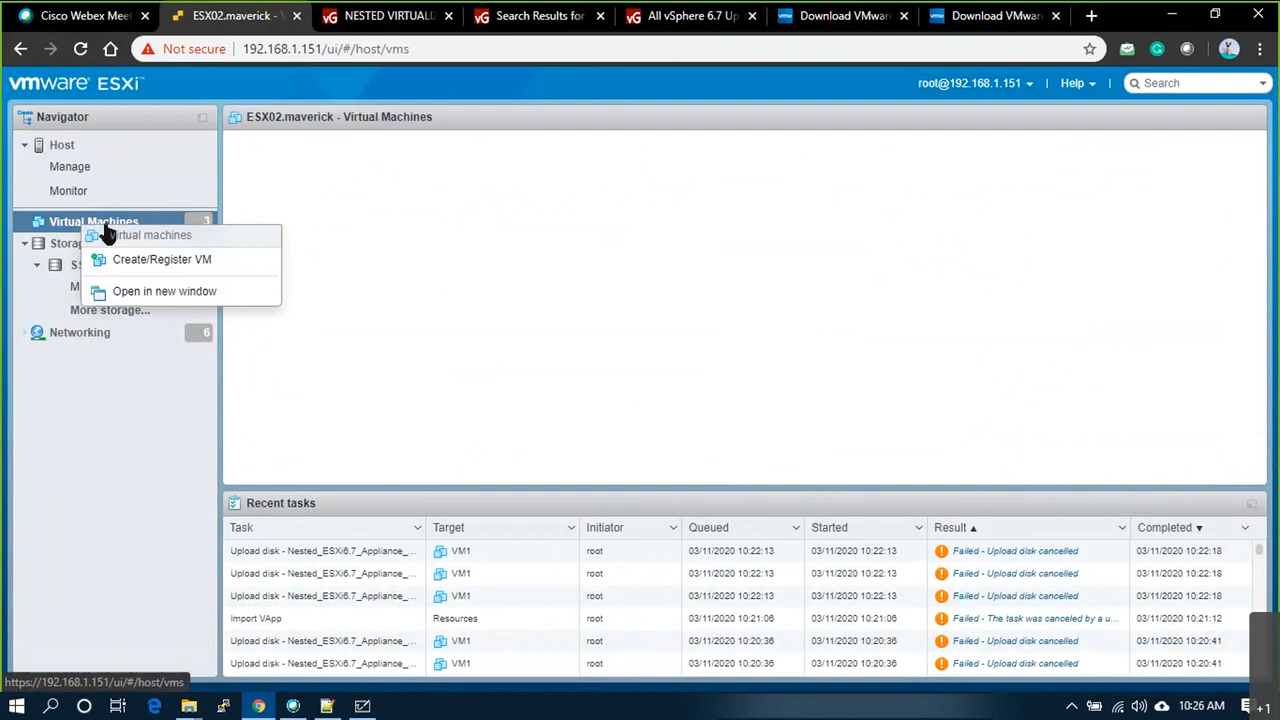 Cisco Webex Mee
ESX02.maverick - V
NESTED VIRTUALI
Search Results for
All vSphere 6.7 Up
Download VMwar
Download VMwar
Not secure
192.168.1.151/ui/#/host/vms
vmware ESXi
root@192.168.1.151
Help
Search
Navigator
ESX02.maverick - Virtual Machines
Host
Manage
Monitor
Virtual Machines
3
irtual machines
Storag
Create/Register VM
S
M
Open in new window
More storage...
Networking
6
Recent tasks
Task Target Initiator Queued Started Result Completed
Upload disk - Nested_ESXi6.7_Appliance_... VM1 root 03/11/2020 10:22:13 03/11/2020 10:22:13 Failed - Upload disk cancelled 03/11/2020 10:22:18
Upload disk - Nested_ESXi6.7_Appliance_... VM1 root 03/11/2020 10:22:13 03/11/2020 10:22:13 Failed - Upload disk cancelled 03/11/2020 10:22:18
Upload disk - Nested_ESXi6.7_Appliance_... VM1 root 03/11/2020 10:22:13 03/11/2020 10:22:13 Failed - Upload disk cancelled 03/11/2020 10:22:18
Import VApp Resources root 03/11/2020 10:21:06 03/11/2020 10:21:06 Failed - The task was canceled by a u... 03/11/2020 10:21:12
Upload disk - Nested_ESXi6.7_Appliance_... VM1 root 03/11/2020 10:20:36 03/11/2020 10:20:36 Failed - Upload disk cancelled 03/11/2020 10:20:41
Upload disk - Nested_ESXi6.7_Appliance_... VM1 root 03/11/2020 10:20:36 03/11/2020 10:20:36 Failed - Upload disk cancelled 03/11/2020 10:20:41
https://192.168.1.151/ui/#/host/vms
10:26 AM
+1